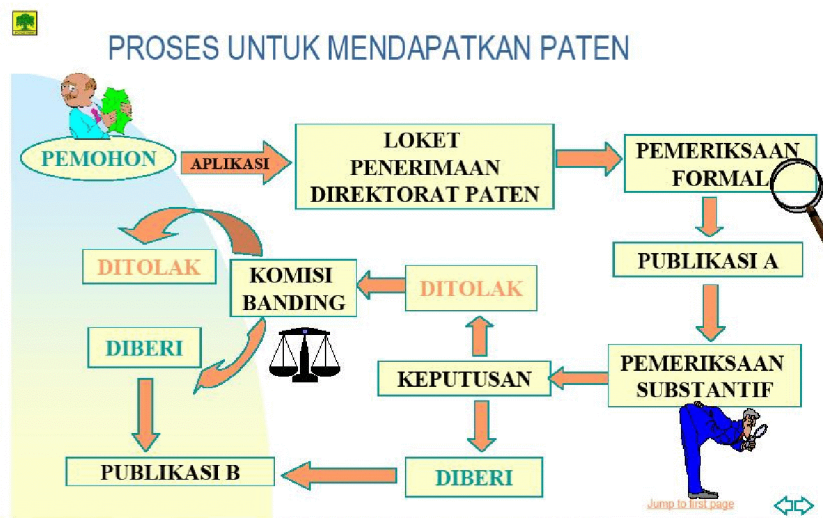 PROSES UNTUK MENDAPATKAN PATEN
PEMOHON
APLIKASI
LOKET
PENERIMAAN
DIREKTORAT PATEN
PEMERIKSAAN
FORMAL
PUBLIKASI A
PEMERIKSAAN
SUBSTANTIF
KEPUTUSAN
DITOLAK
KOMISI
BANDING
DITOLAK
DIBERI
DIBERI
PUBLIKASI B
Jump to first page